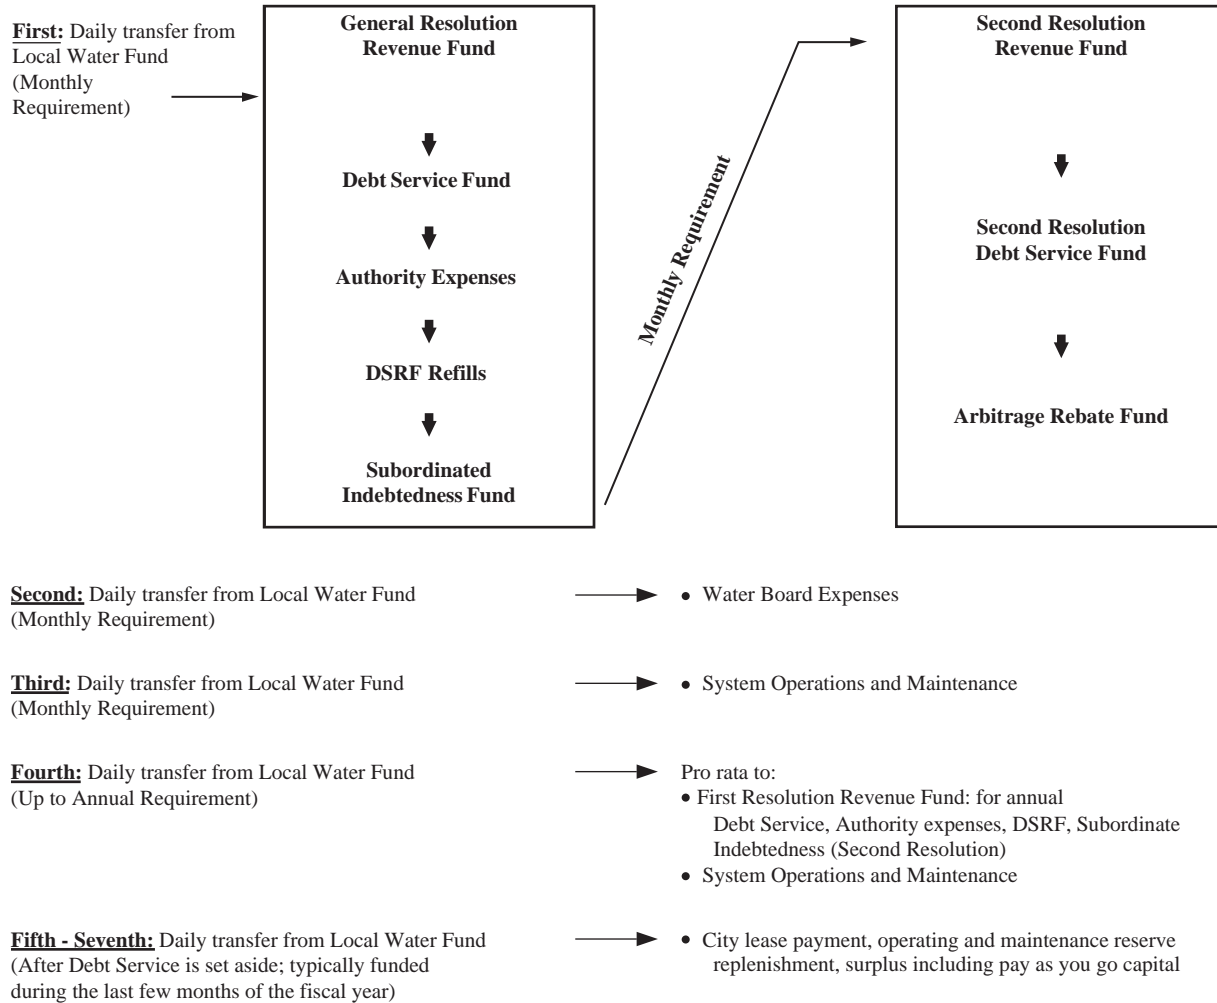 First: Daily transfer from
Local Water Fund
(Monthly
Requirement)
General Resolution
Revenue Fund
Debt Service Fund
Authority Expenses
DSRF Refills
Subordinated
Indebtedness Fund
Monthly Requirement
Second Resolution
Revenue Fund
Second Resolution
Debt Service Fund
Arbitrage Rebate Fund
Second: Daily transfer from Local Water Fund
(Monthly Requirement)
• Water Board Expenses
Third: Daily transfer from Local Water Fund
(Monthly Requirement)
• System Operations and Maintenance
Fourth: Daily transfer from Local Water Fund
(Up to Annual Requirement)
Pro rata to:
• First Resolution Revenue Fund: for annual
Debt Service, Authority expenses, DSRF, Subordinate
Indebtedness (Second Resolution)
• System Operations and Maintenance
Fifth - Seventh: Daily transfer from Local Water Fund
(After Debt Service is set aside; typically funded
during the last few months of the fiscal year)
• City lease payment, operating and maintenance reserve
replenishment, surplus including pay as you go capital